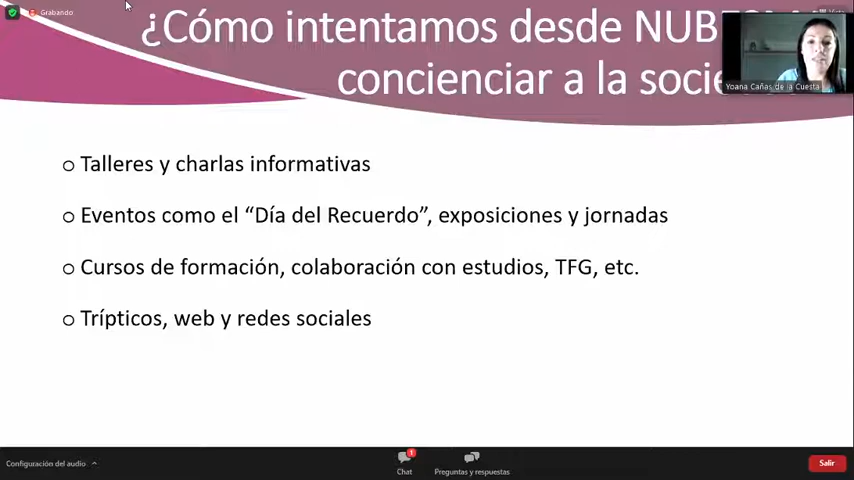 Grabando
¿Cómo intentamos desde
concienciar a la
Yoana Cañas de la Cuesta
o Talleres y charlas informativas
o Eventos como el “Día del Recuerdo”, exposiciones y jornadas
o Cursos de formación, colaboración con estudios, TFG, etc.
o Trípticos, web y redes sociales
Configuración del audio
1
Chat
Preguntas y respuestas
Salir